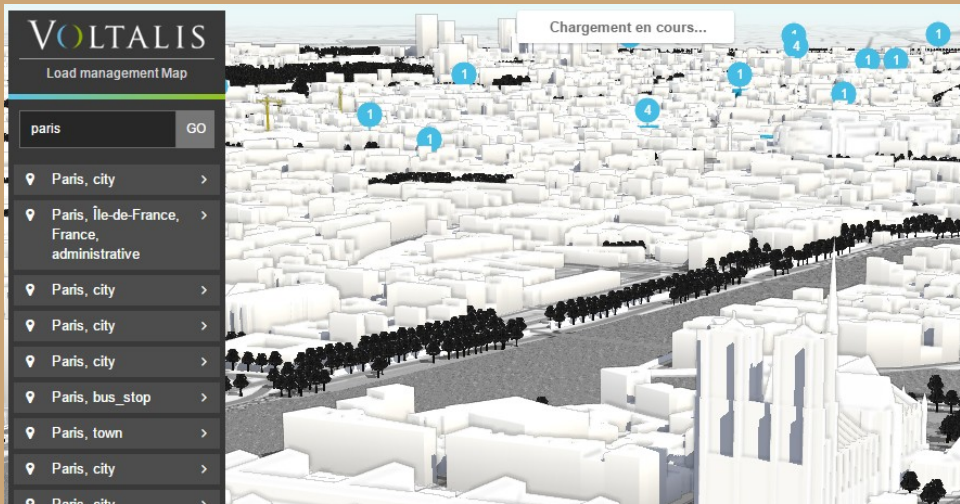 VOLTALIS
Load management Map
paris
GO
Paris, city
Paris, Île-de-France,
France,
administrative
Paris, city
Paris, city
Paris, city
Paris, bus_stop
Paris, town
Paris, city
Paris, city
Chargement en cours...
1
4
1
1
1
1
1
4
1
1
1